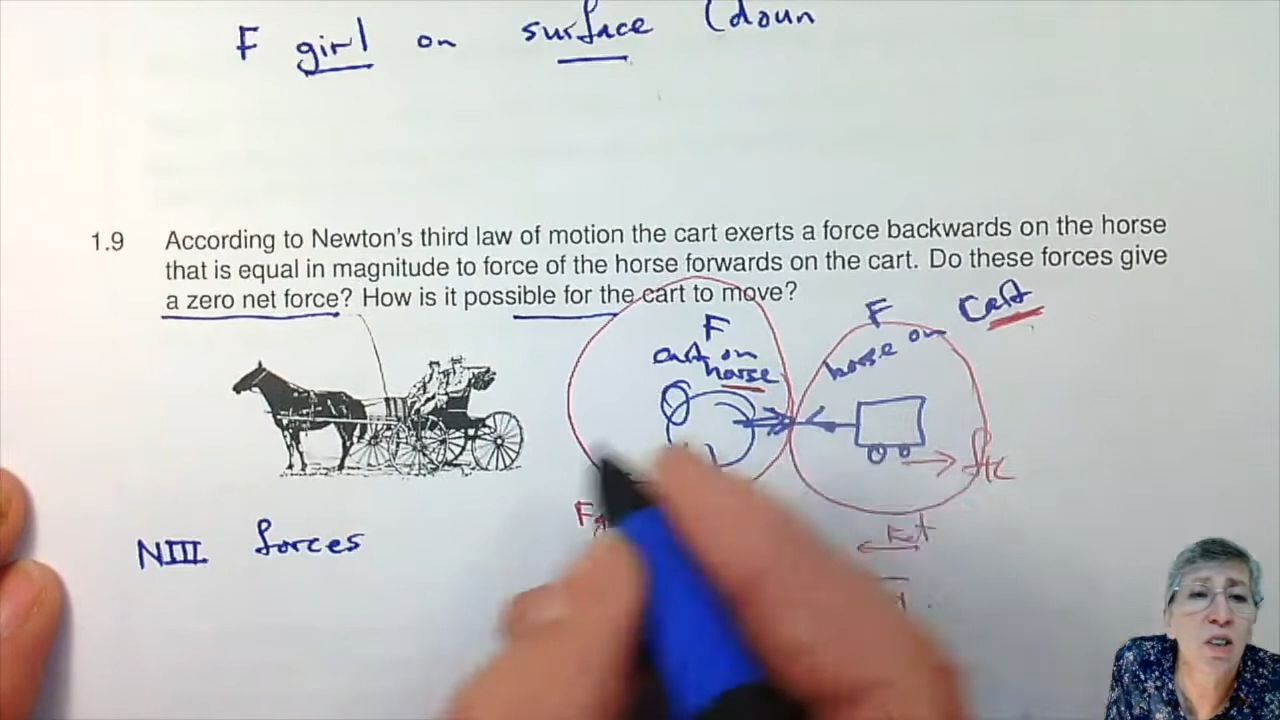 F girl on surface (down
1.9 According to Newton's third law of motion the cart exerts a force backwards on the horse
that is equal in magnitude to force of the horse forwards on the cart. Do these forces give
a zero net force? How is it possible for the cart to move?
F
cart on
horse
F
horse on cart
NIII forces